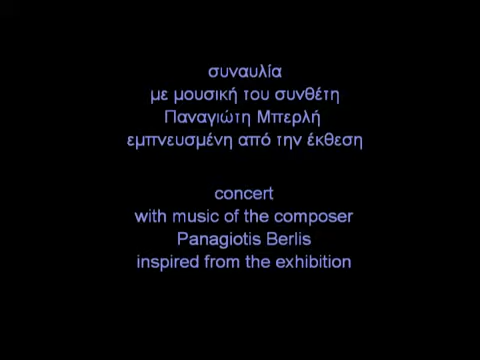 συναυλία
με μουσική του συνθέτη
Παναγιώτη Μπερλή
εμπνευσμένη από την έκθεση
concert
with music of the composer
Panagiotis Berlis
inspired from the exhibition